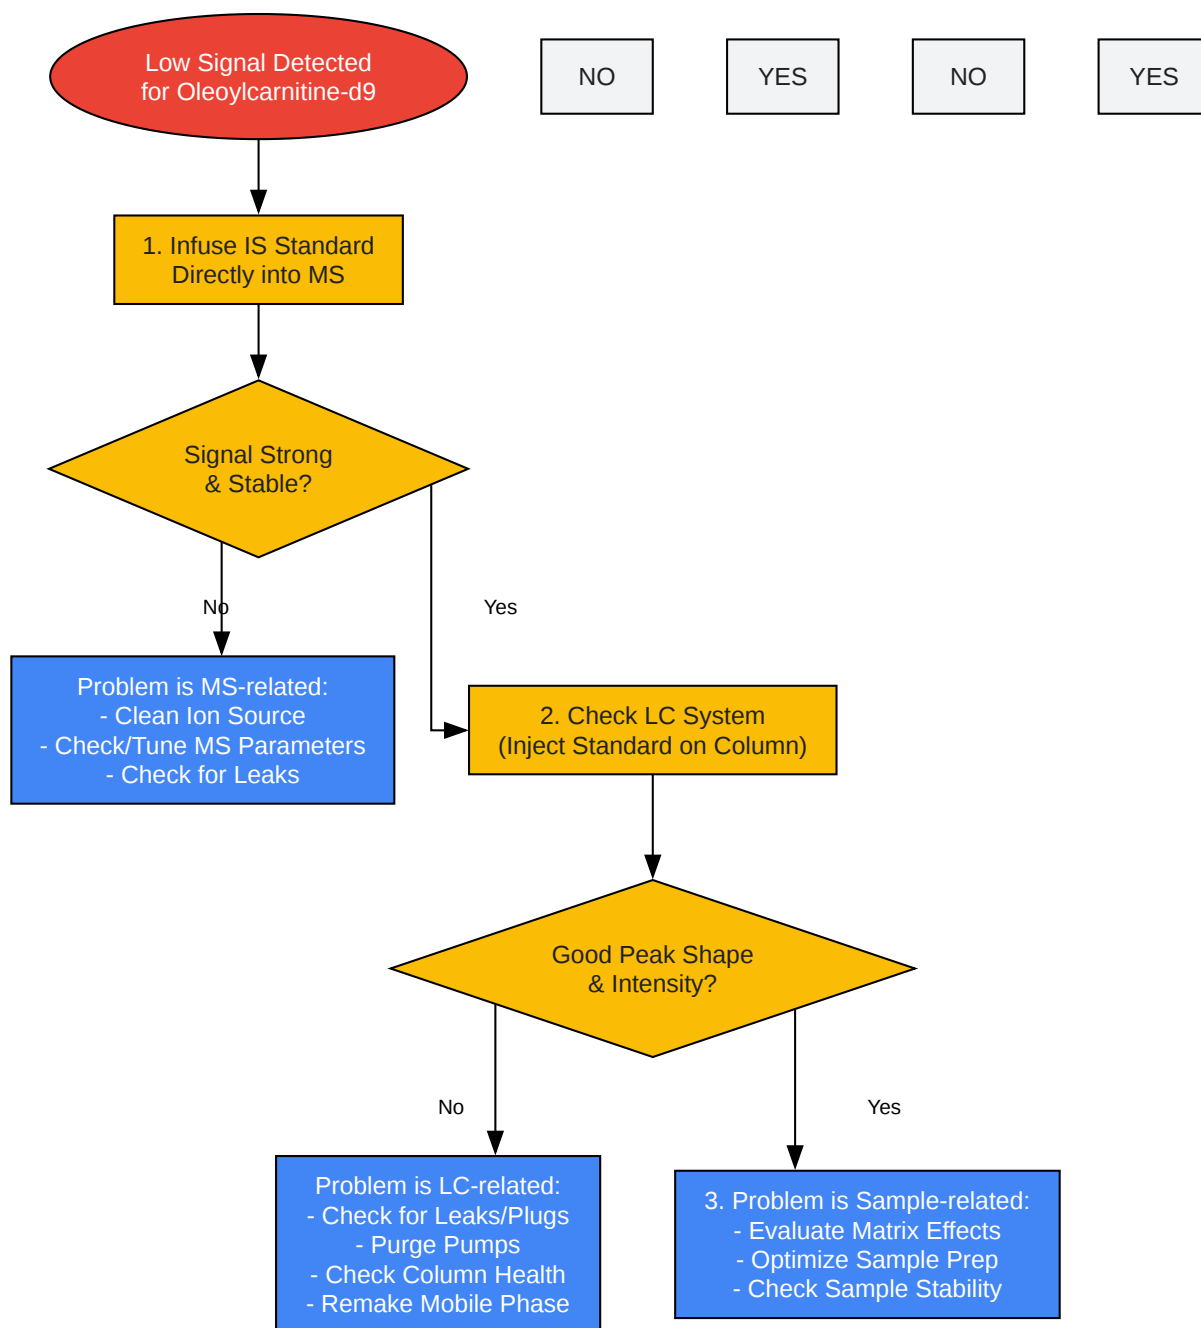 Low Signal Detected
for Oleoylcarnitine-d9
NO
YES
NO
YES
1. Infuse IS Standard
Directly into MS
Signal Strong
& Stable?
No
Yes
Problem is MS-related:
- Clean Ion Source
- Check/Tune MS Parameters
- Check for Leaks
2. Check LC System
(Inject Standard on Column)
Good Peak Shape
& Intensity?
No
Yes
Problem is LC-related:
- Check for Leaks/Plugs
- Purge Pumps
- Check Column Health
- Remake Mobile Phase
3. Problem is Sample-related:
- Evaluate Matrix Effects
- Optimize Sample Prep
- Check Sample Stability